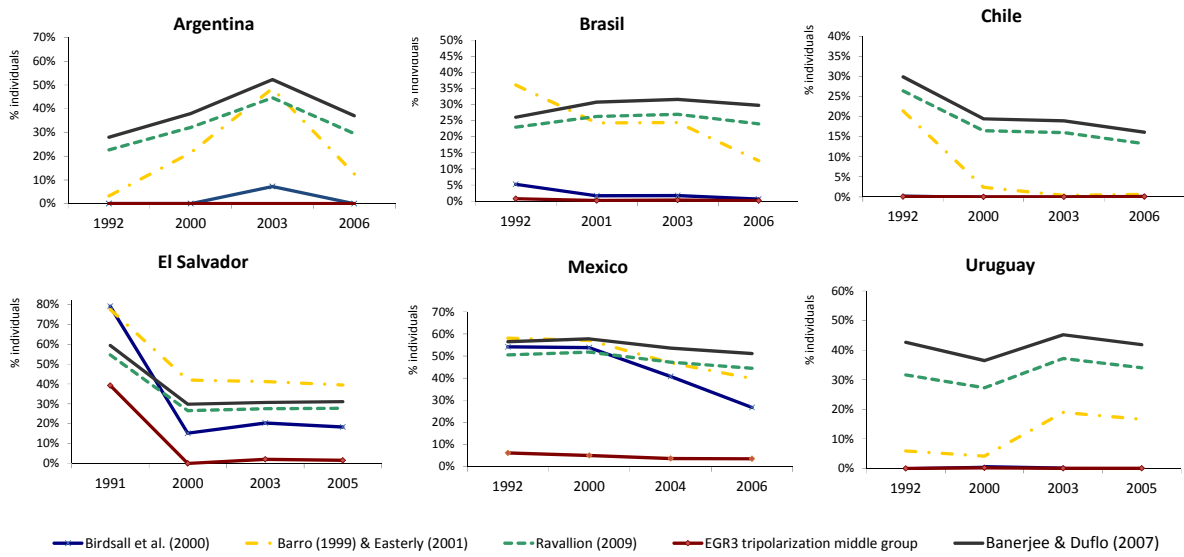 Argentina
% individuals
70%
60%
50%
40%
30%
20%
10%
0%
1992 2000 2003 2006
Brasil
% individuals
50%
45%
40%
35%
30%
25%
20%
15%
10%
5%
0%
1992 2001 2003 2006
Chile
% individuals
40%
35%
30%
25%
20%
15%
10%
5%
0%
1992 2000 2003 2006
El Salvador
% individuals
80%
70%
60%
50%
40%
30%
20%
10%
0%
1991 2000 2003 2005
Mexico
% individuals
70%
60%
50%
40%
30%
20%
10%
0%
1992 2000 2004 2006
Uruguay
% individuals
60%
50%
40%
30%
20%
10%
0%
1992 2000 2003 2005
Birdsall et al. (2000) Barro (1999) & Easterly (2001) Ravallion (2009) EGR3 tripolarization middle group Banerjee & Duflo (2007)